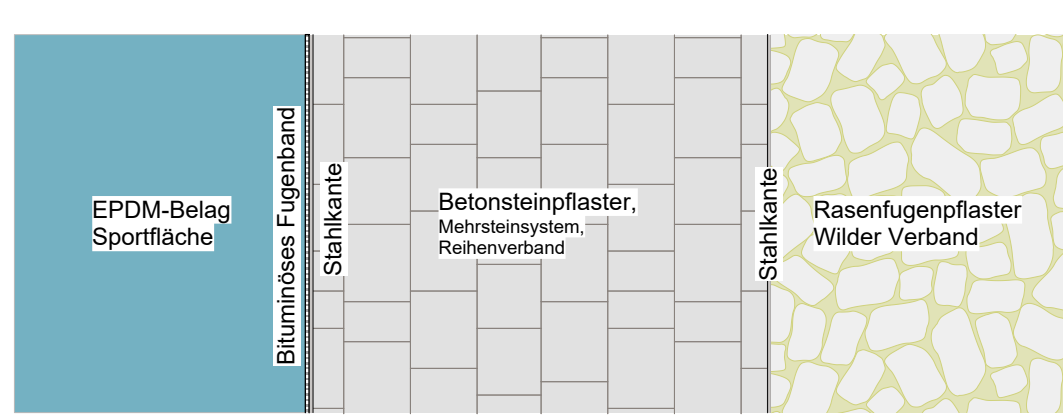 EPDM-Belag
Sportfläche
Bituminöses Fugenband
Stahlkante
Betonsteinpflaster,
Mehrsteinsystem,
Reihenverband
Stahlkante
Rasenfugenpflaster
Wilder Verband